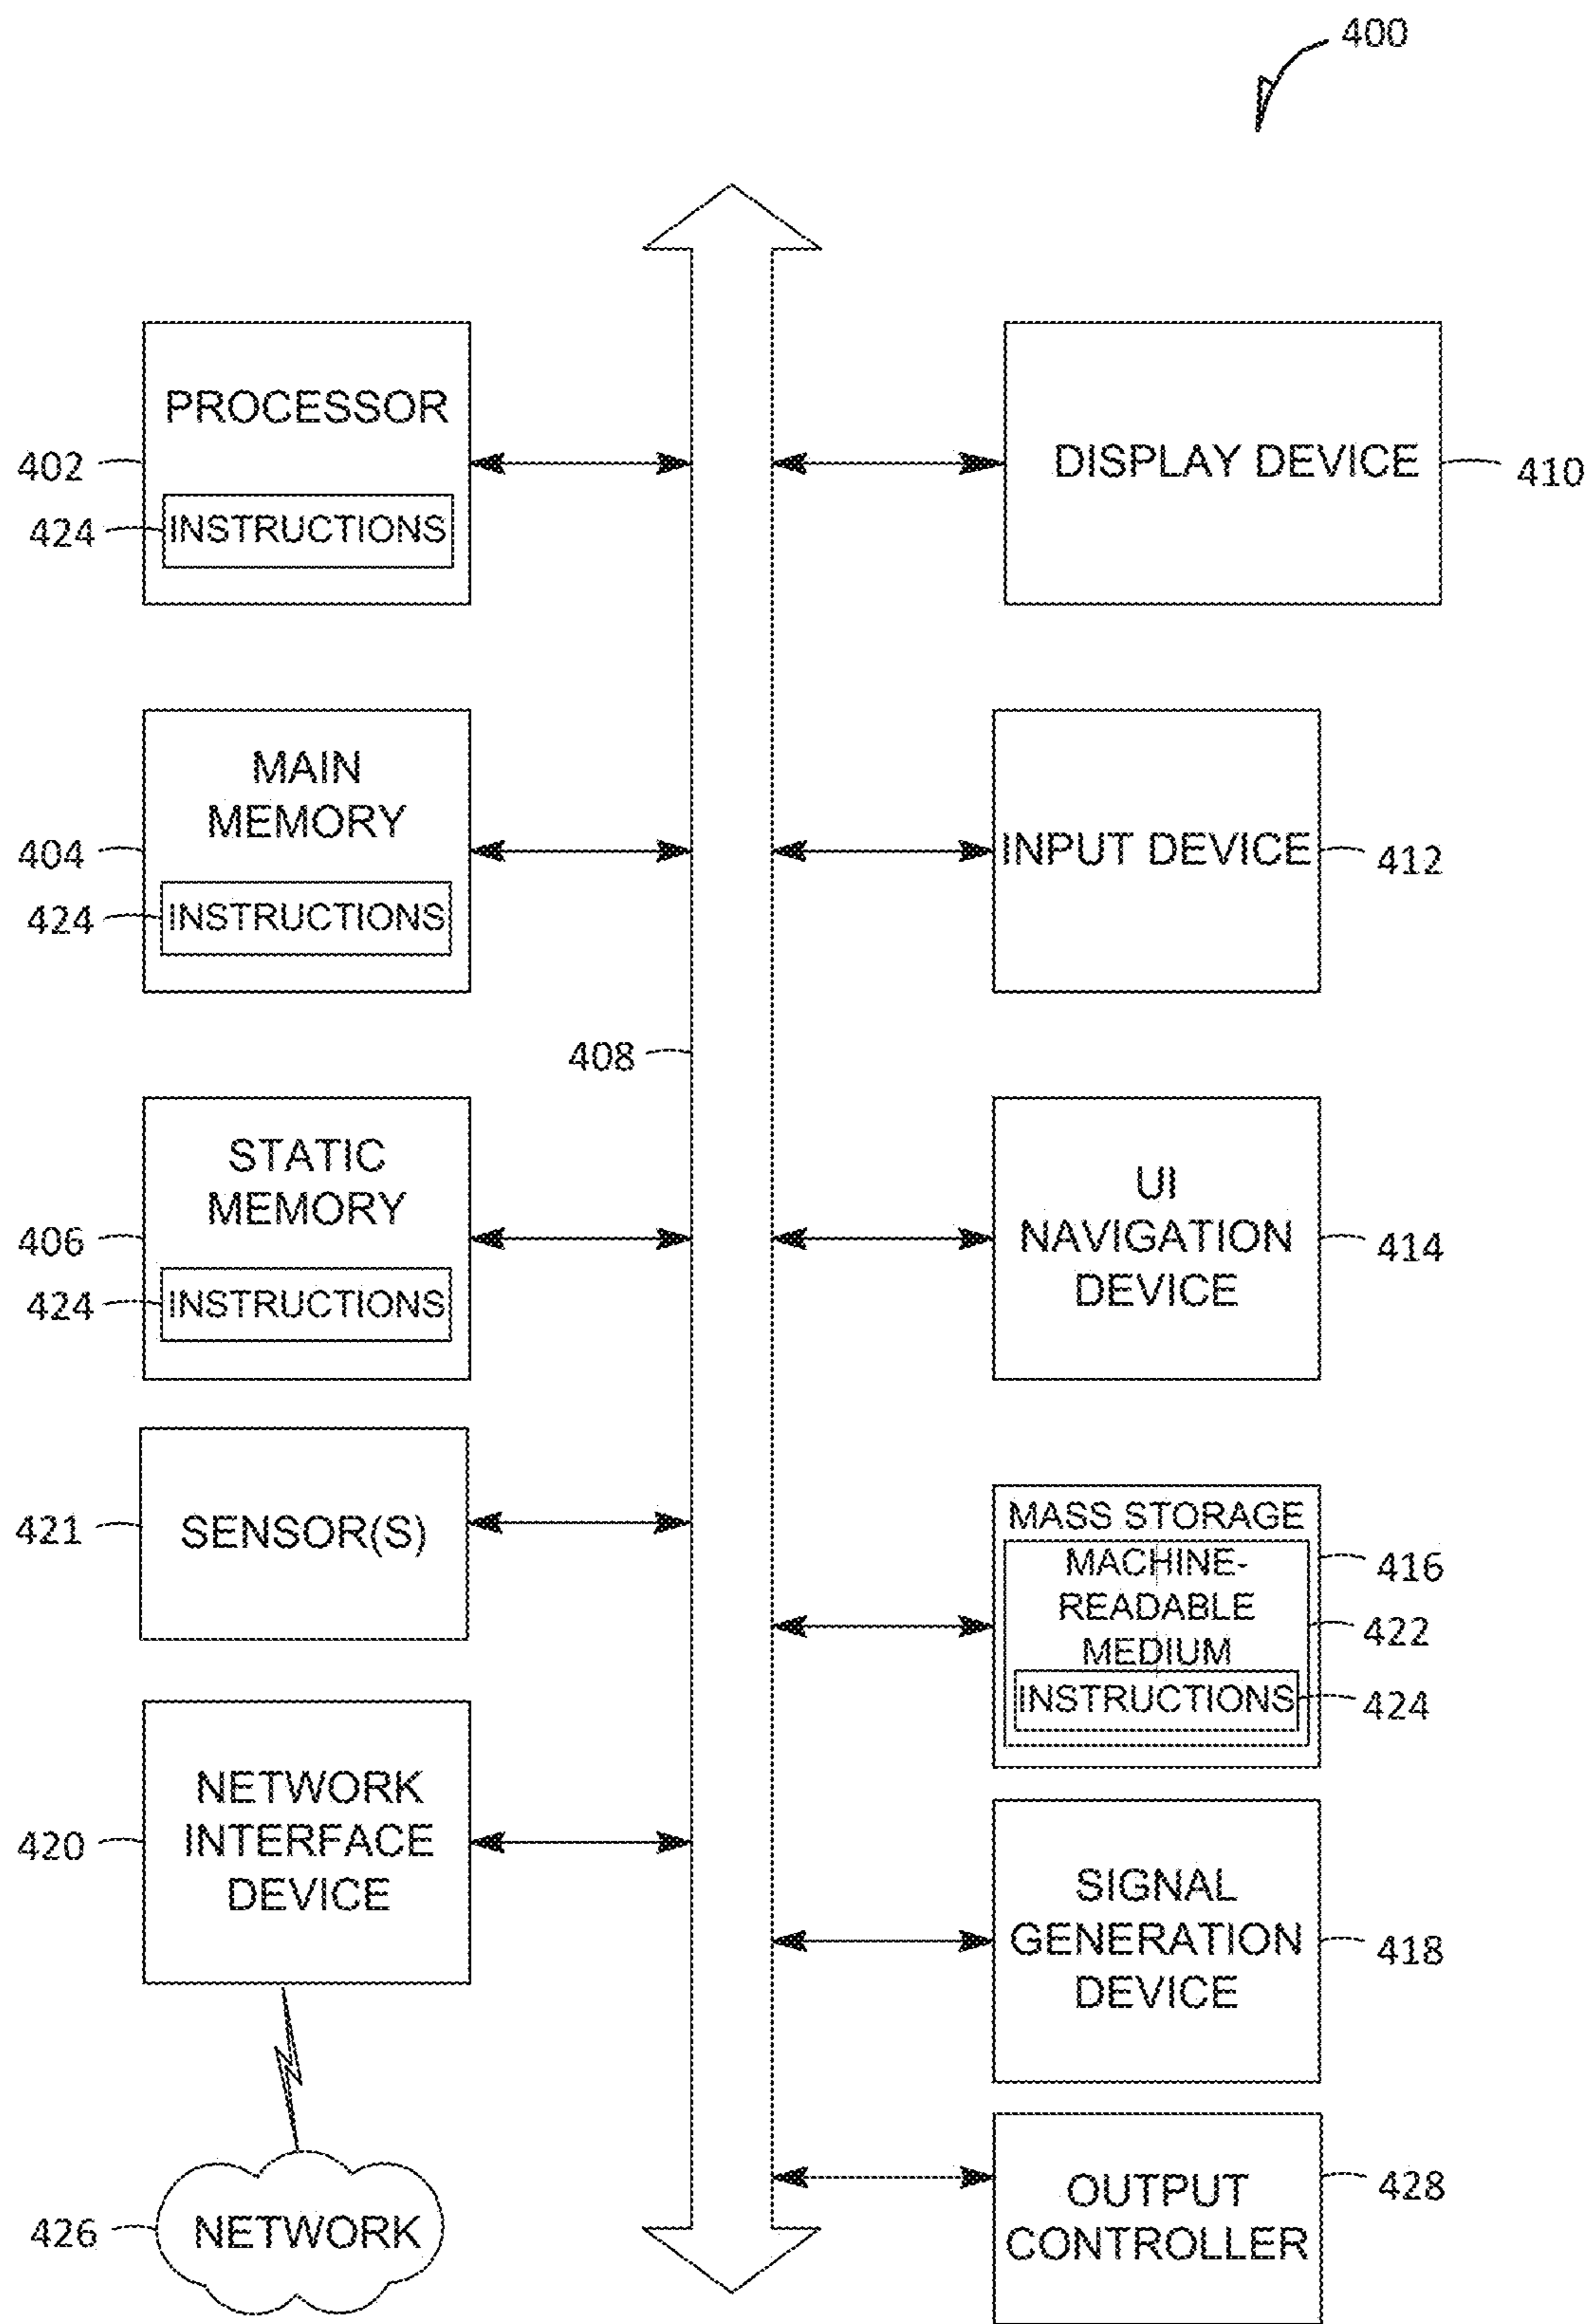 400
PROCESSOR
402
424
INSTRUCTIONS
DISPLAY DEVICE
410
MAIN
MEMORY
404
424
INSTRUCTIONS
INPUT DEVICE
412
408
STATIC
MEMORY
406
424
INSTRUCTIONS
UI
NAVIGATION
DEVICE
414
421
SENSOR(S)
MASS STORAGE
416
MACHINE-
READABLE
MEDIUM
422
INSTRUCTIONS
424
NETWORK
INTERFACE
DEVICE
420
SIGNAL
GENERATION
DEVICE
418
426
NETWORK
OUTPUT
CONTROLLER
428